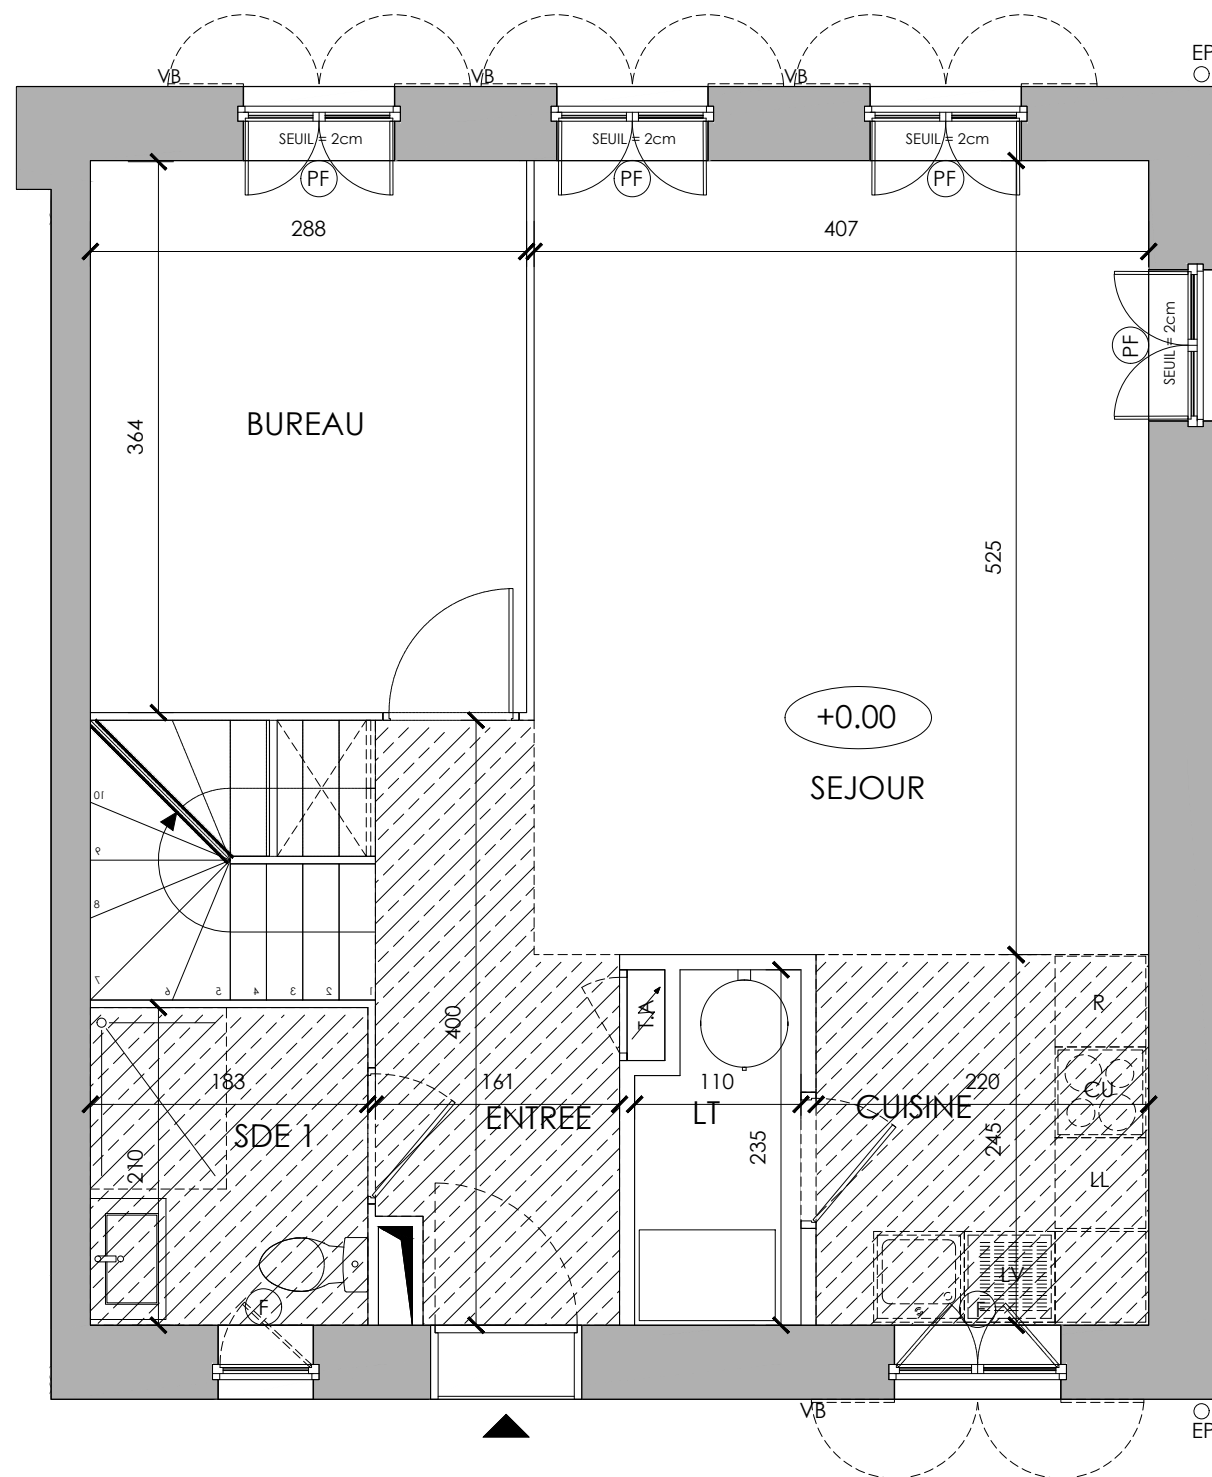 VB
VB
VB
EP
SEUIL = 2cm
SEUIL = 2cm
SEUIL = 2cm
PF
PF
PF
288
407
SEUIL = 2cm
PF
364
BUREAU
525
+0.00
SEJOUR
10
9
8
7
6
5
4
3
2
1
R
T.A
400
183
161
110
220
CU
ENTREE
LT
CUISINE
SDE 1
210
235
245
LL
LV
F
F
VB
EP